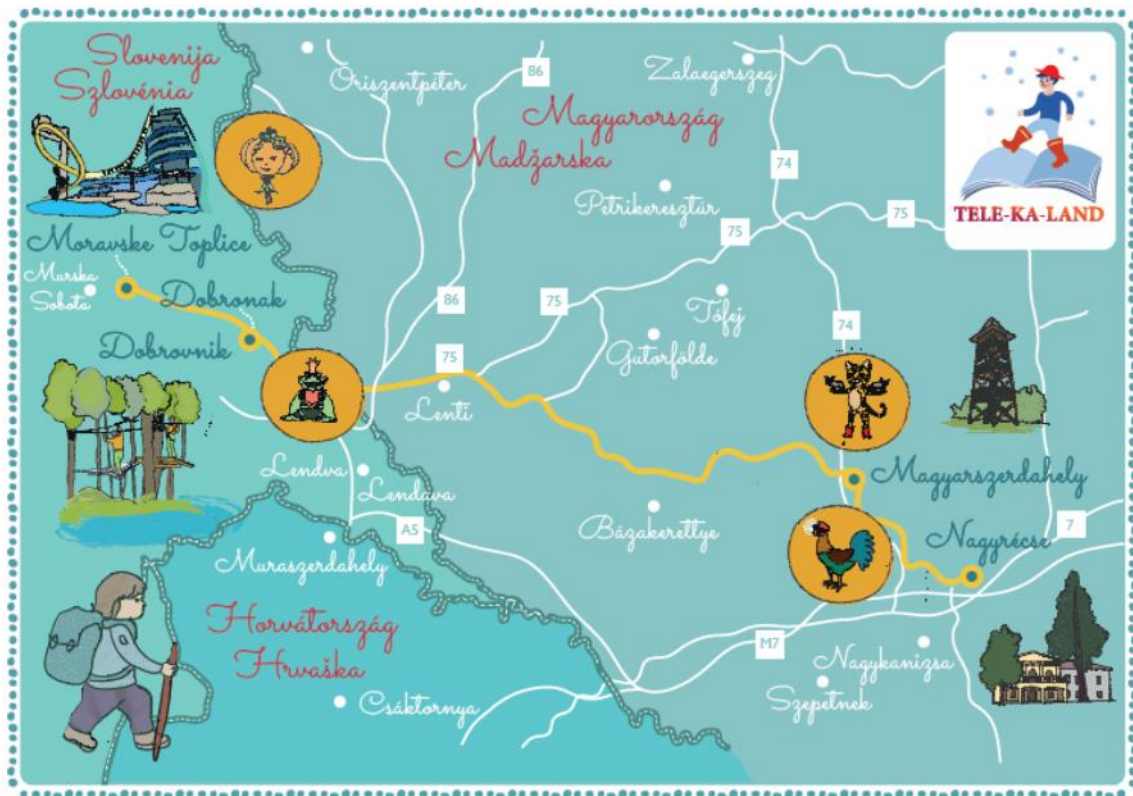 Slovenija
Szlovénia
Őriszentpéter
86
Zalaegerszeg
Magyarország
Madžarska
74
TELE-KA-LAND
Petrikeresztúr
75
75
Moravske Toplice
Murska
Sobota
Dobronak
Dobrovnik
86
75
Tófej
74
Gutorfölde
75
Lenti
Lendva
Lendava
A5
Magyarszerdahely
Bázakerettye
7
Nagyrécse
Muraszerdahely
Horvátország
Hrvaška
M7
Nagykanizsa
Szepetnek
Csáktornya